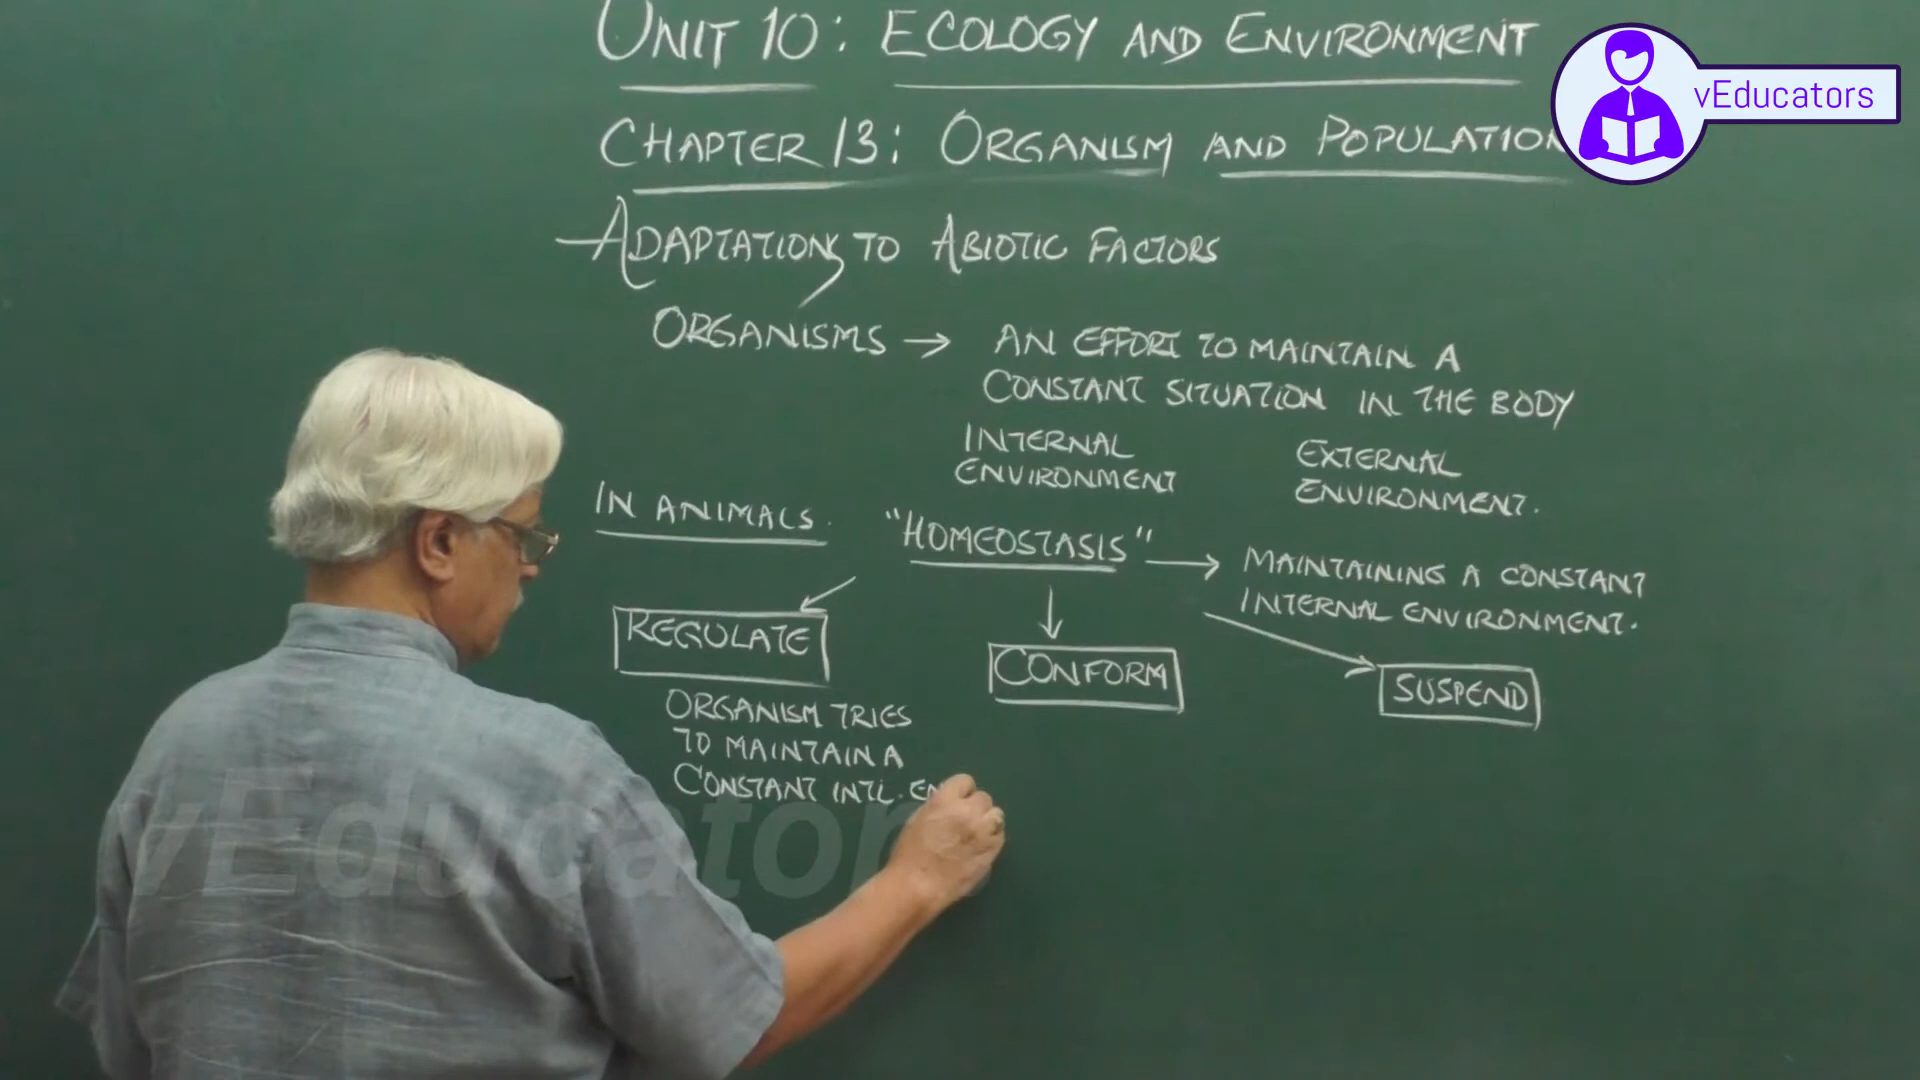 UNIT 10: ECOLOGY AND ENVIRONMENT
vEducators
CHAPTER 13: ORGANISM AND POPULATION
ADAPTATIONS TO ABIOTIC FACTORS
ORGANISMS → AN EFFORT TO MAINTAIN A
CONSTANT SITUATION IN THE BODY
INTERNAL
ENVIRONMENT
EXTERNAL
ENVIRONMENT.
IN ANIMALS.
"HOMEOSTASIS" → MAINTAINING A CONSTANT
INTERNAL ENVIRONMENT.
REGULATE
CONFORM
SUSPEND
ORGANISM TRIES
TO MAINTAIN A
CONSTANT INTL. EN
vEducator